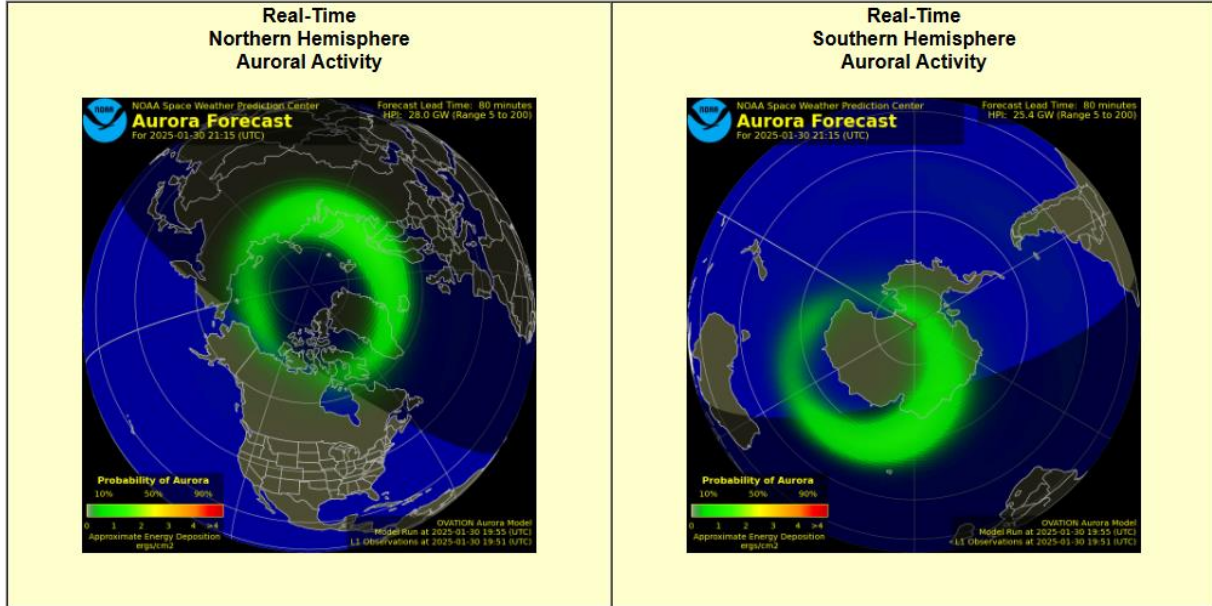 Real-Time
Northern Hemisphere
Auroral Activity
NOAA
NOAA Space Weather Prediction Center
Aurora Forecast
For 2025-01-30 21:15 (UTC)
Forecast Lead Time: 80 minutes
HPI: 28.0 GW (Range 5 to 200)
Probability of Aurora
10% 50% 90%
0 1 2 3 4 >4
Approximate Energy Deposition
ergs/cm2
OVATION Aurora Model
Model Run at 2025-01-30 19:55 (UTC)
L1 Observations at 2025-01-30 19:51 (UTC)
Real-Time
Southern Hemisphere
Auroral Activity
NOAA
NOAA Space Weather Prediction Center
Aurora Forecast
For 2025-01-30 21:15 (UTC)
Forecast Lead Time: 80 minutes
HPI: 25.4 GW (Range 5 to 200)
Probability of Aurora
10% 50% 90%
0 1 2 3 4 >4
Approximate Energy Deposition
ergs/cm2
OVATION Aurora Model
Model Run at 2025-01-30 19:55 (UTC)
L1 Observations at 2025-01-30 19:51 (UTC)